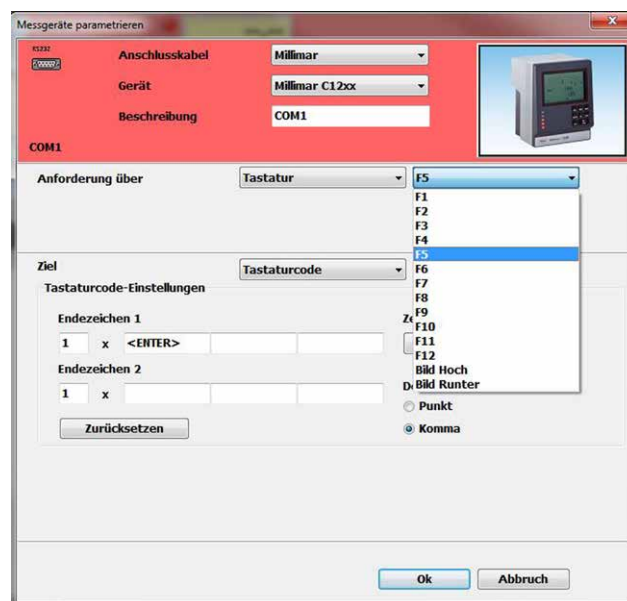 Messgeräte parametrieren
RS232
Anschlusskabel Millimar
Gerät Millimar C12xx
Beschreibung COM1
COM1
Anforderung über Tastatur F5
F1
F2
F3
F4
F5
F6
F7
F8
F9
F10
F11
F12
Bild Hoch
Bild Runter
Ziel Tastaturcode
Tastaturcode-Einstellungen
Endezeichen 1
1 x <ENTER>
Endezeichen 2
1 x
Zurücksetzen
Punkt
Komma
Ok Abbruch